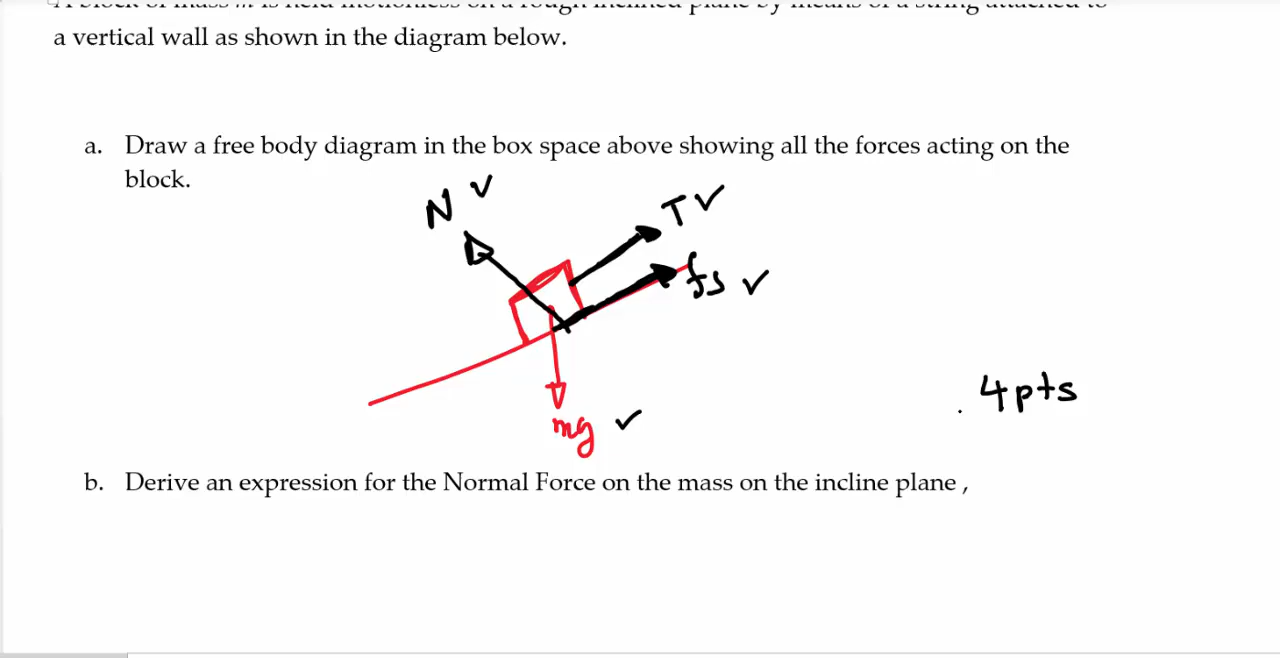 a vertical wall as shown in the diagram below.
a. Draw a free body diagram in the box space above showing all the forces acting on the
block.
N
T
fs
4pts
mg
b. Derive an expression for the Normal Force on the mass on the incline plane ,